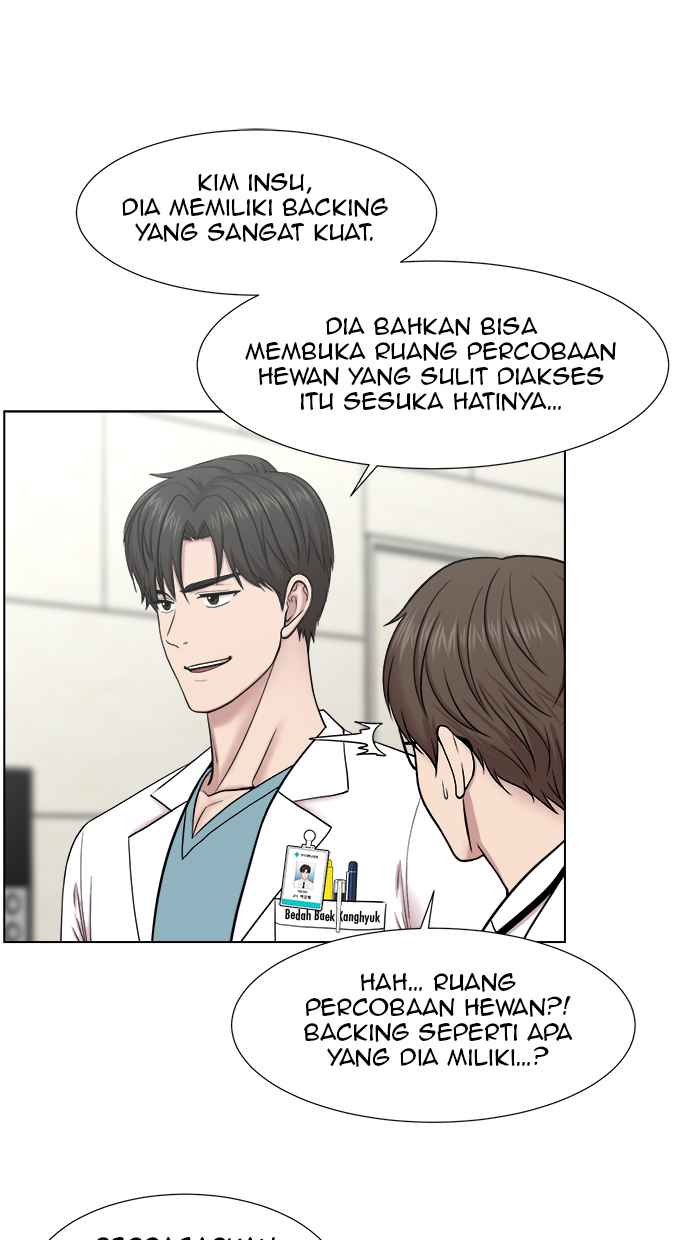 KIM INSU,
DIA MEMILIKI BACKING
YANG SANGAT KUAT.
DIA BAHKAN BISA
MEMBUKA RUANG PERCOBAAN
HEWAN YANG SULIT DIAKSES
ITU SESUKA HATINYA...
Bedah Baek Kanghyuk
HAH... RUANG
PERCOBAAN HEWAN?!
BACKING SEPERTI APA
YANG DIA MILIKI...?